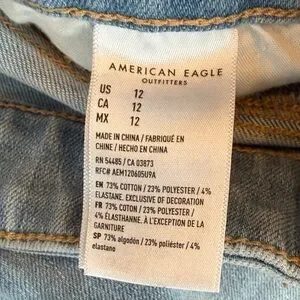 AMERICAN EAGLE
OUTFITTERS
US 12
CA 12
MX 12
MADE IN CHINA / FABRIQUÉ EN
CHINE / HECHO EN CHINA
RN 54485 / CA 03873
RFC# AEM120605U9A
EN 73% COTTON / 23% POLYESTER / 4%
ELASTANE. EXCLUSIVE OF DECORATION
FR 73% COTON / 23% POLYESTER /
4% ÉLASTHANNE. À L'EXCEPTION DE LA
GARNITURE
SP 73% algodón / 23% poliéster / 4%
elastano